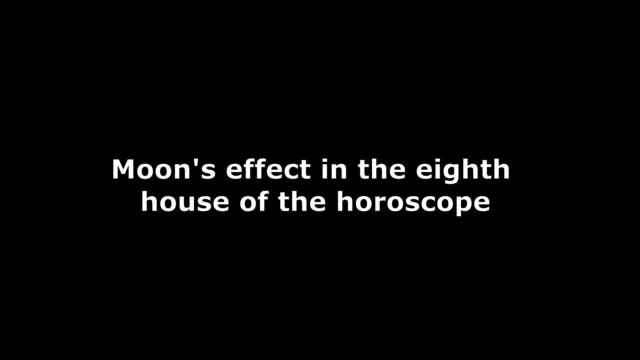 Moon's effect in the eighth
house of the horoscope